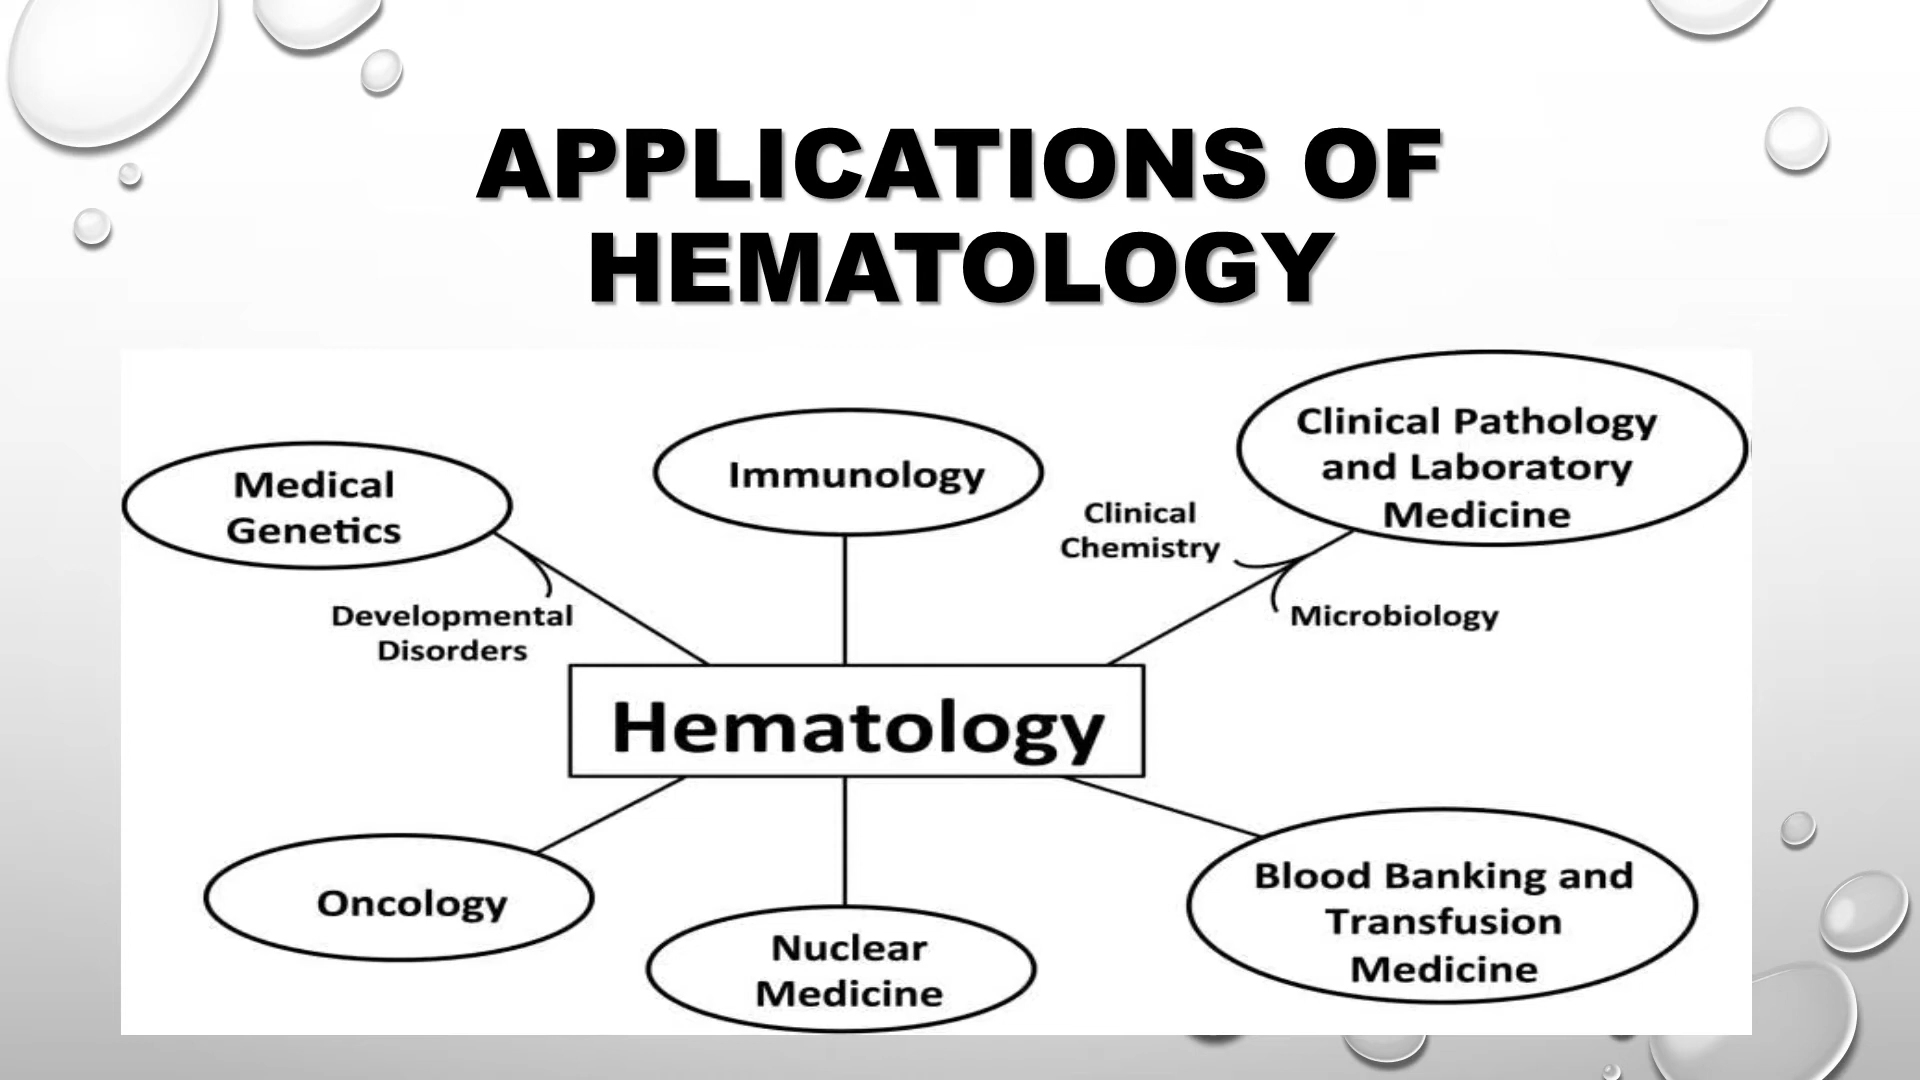 APPLICATIONS OF
HEMATOLOGY
Medical
Genetics
Immunology
Clinical Pathology
and Laboratory
Medicine
Clinical
Chemistry
Microbiology
Developmental
Disorders
Hematology
Oncology
Nuclear
Medicine
Blood Banking and
Transfusion
Medicine